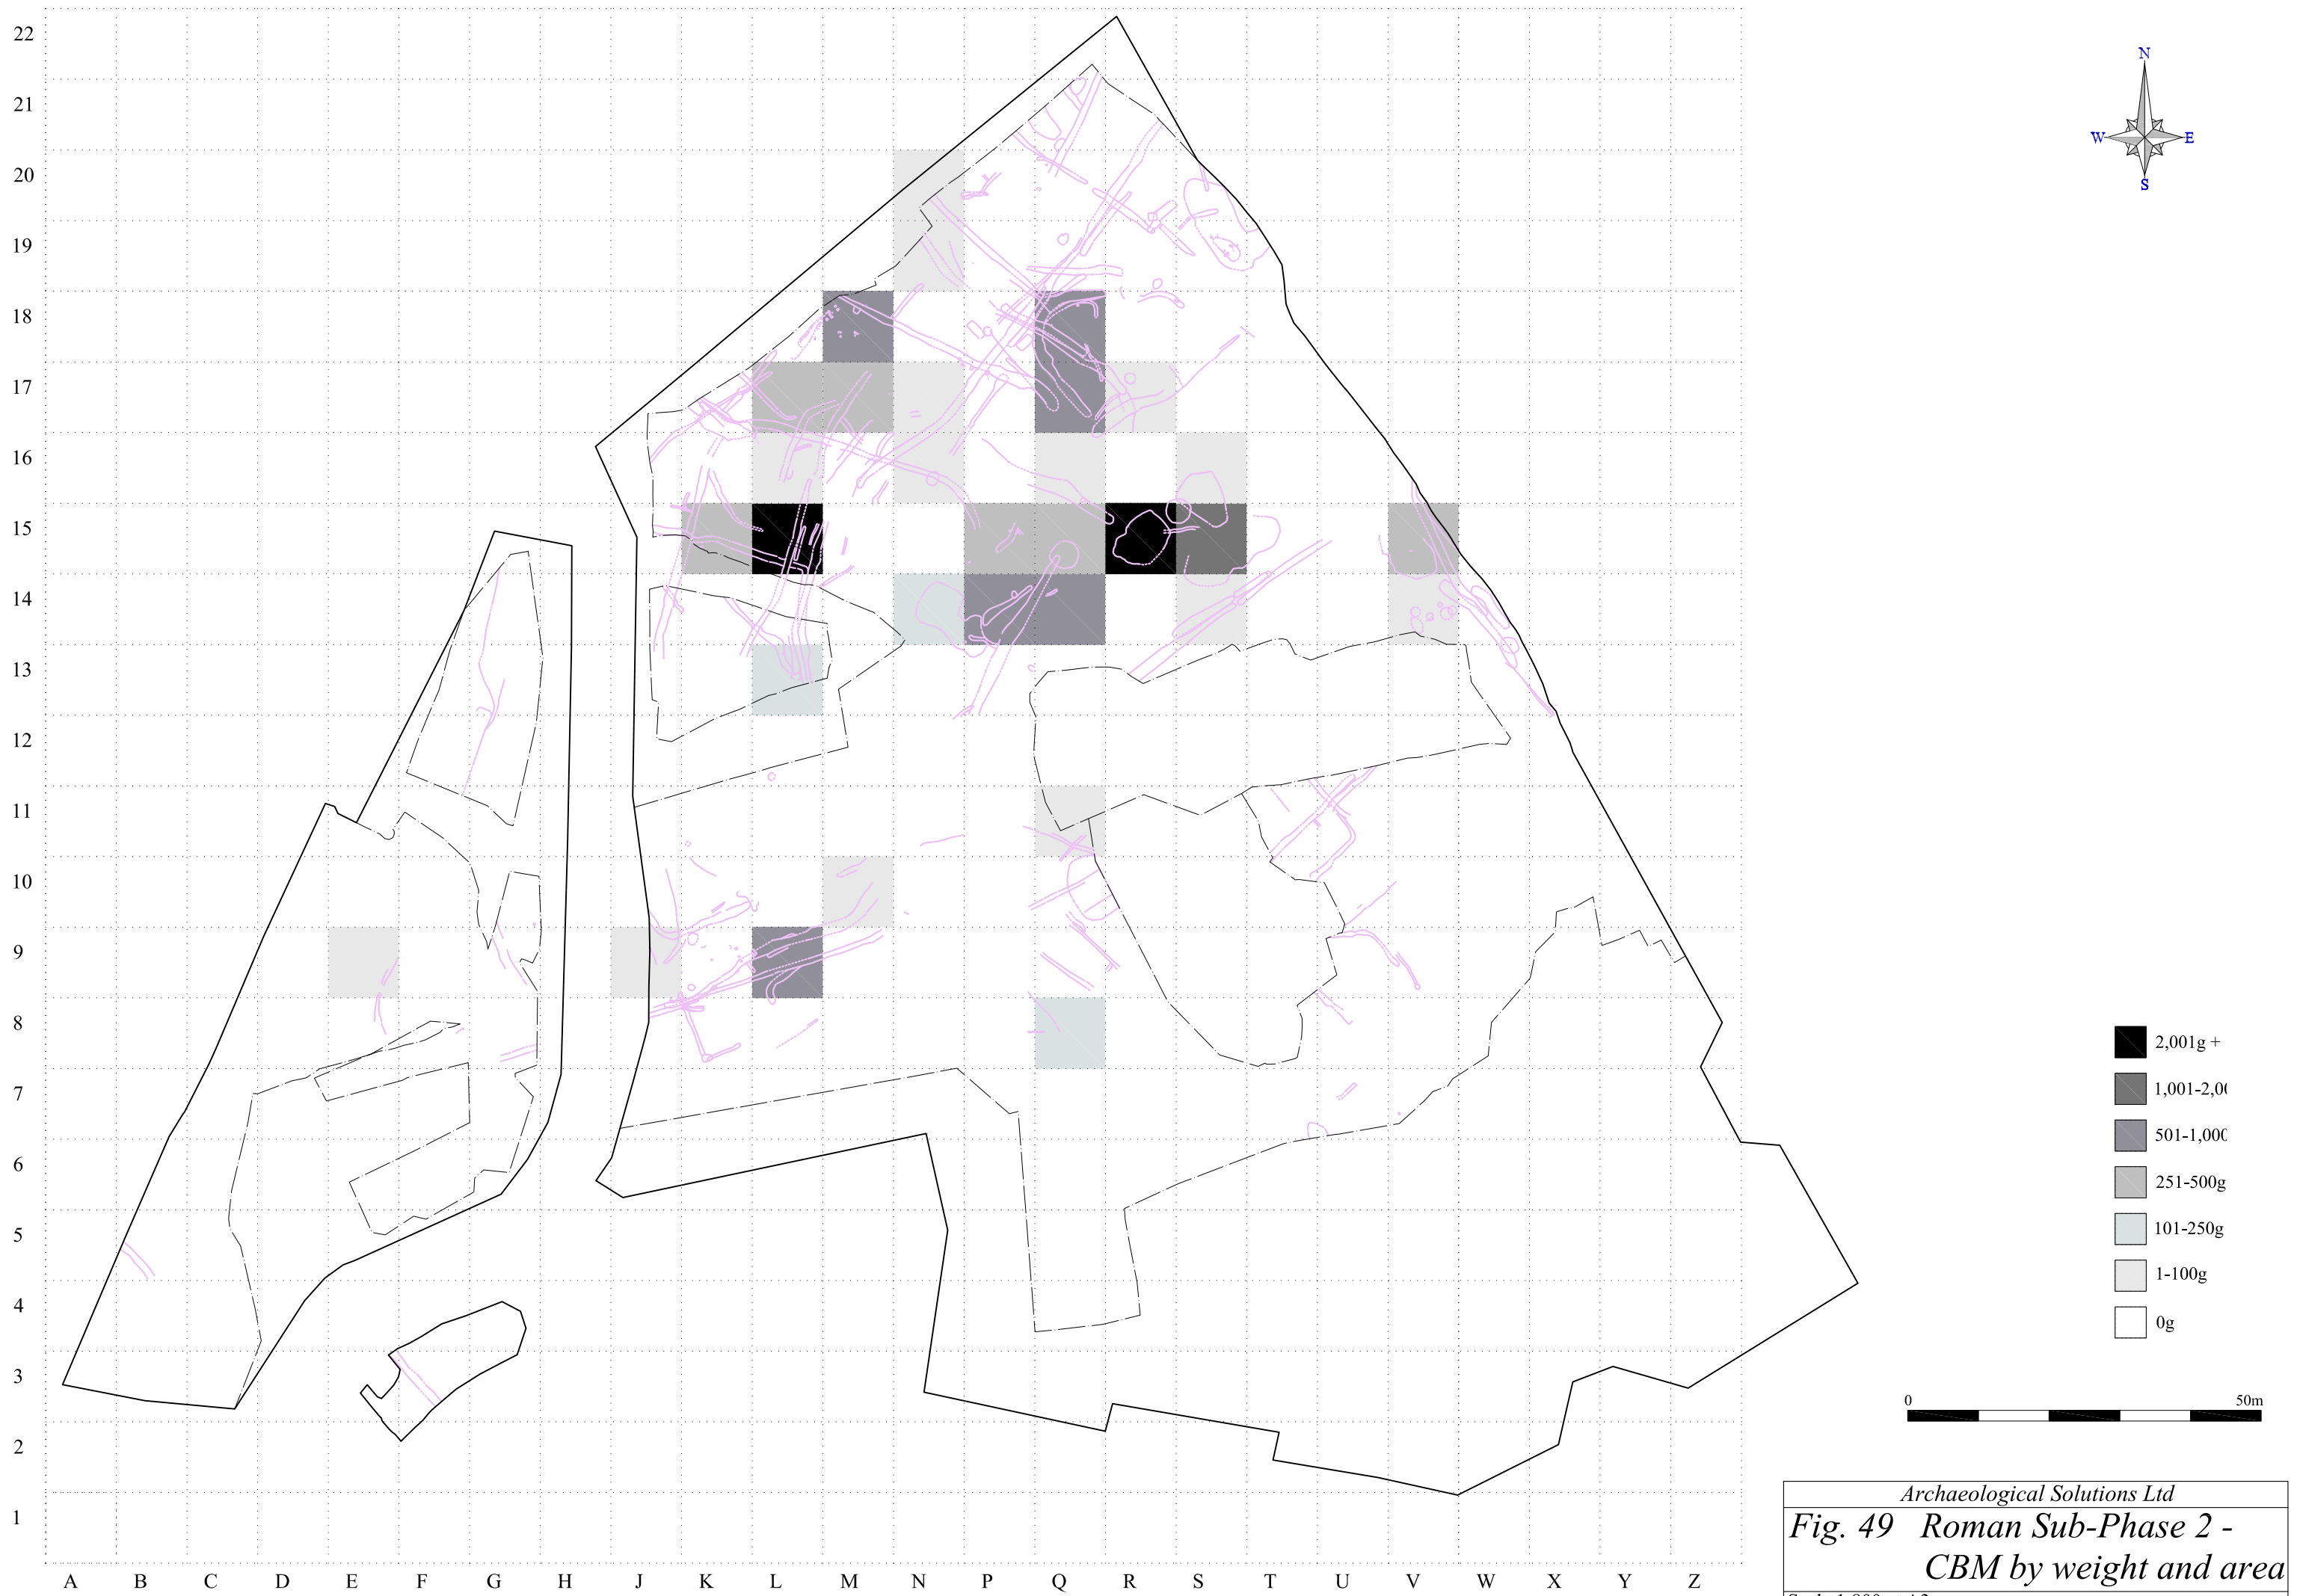 22
21
20
19
18
17
16
15
14
13
12
11
10
9
8
7
6
5
4
3
2
1
A B C D E F G H J K L M N P Q R S T U V W X Y Z
N
W E
S
2,001g +
1,001-2,00
501-1,000
251-500g
101-250g
1-100g
0g
0 50m
Archaeological Solutions Ltd
Fig. 49 Roman Sub-Phase 2 -
CBM by weight and area